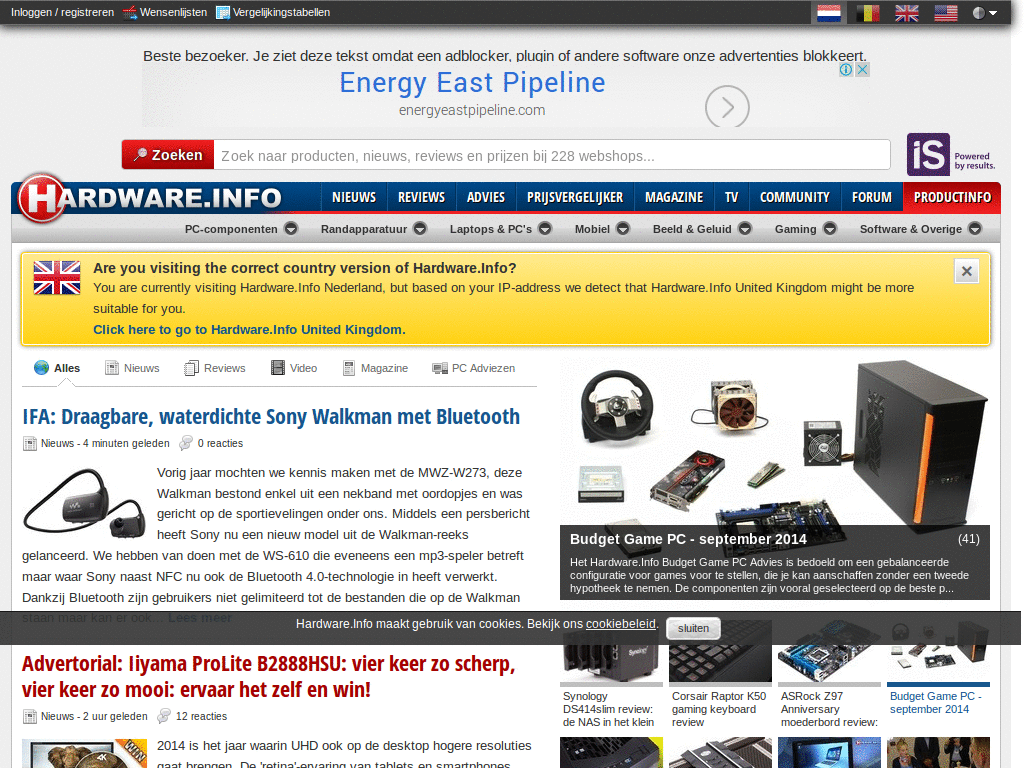 Inloggen / registreren Wensenlijsten Vergelijkingstabellen
Beste bezoeker. Je ziet deze tekst omdat een adblocker, plugin of andere software onze advertenties blokkeert.
Energy East Pipeline
energyeastpipeline.com
Zoeken Zoek naar producten, nieuws, reviews en prijzen bij 228 webshops...
iS Powered by results.
HARDWARE.INFO NIEUWS REVIEWS ADVIES PRIJSVERGELIJKER MAGAZINE TV COMMUNITY FORUM PRODUCTINFO
PC-componenten Randapparatuur Laptops & PC's Mobiel Beeld & Geluid Gaming Software & Overige
Are you visiting the correct country version of Hardware.Info?
You are currently visiting Hardware.Info Nederland, but based on your IP-address we detect that Hardware.Info United Kingdom might be more
suitable for you.
Click here to go to Hardware.Info United Kingdom.
Alles Nieuws Reviews Video Magazine PC Adviezen
IFA: Draagbare, waterdichte Sony Walkman met Bluetooth
Nieuws - 4 minuten geleden 0 reacties
Vorig jaar mochten we kennis maken met de MWZ-W273, deze
Walkman bestond enkel uit een nekband met oordopjes en was
gericht op de sportievelingen onder ons. Middels een persbericht
heeft Sony nu een nieuw model uit de Walkman-reeks
gelanceerd. We hebben van doen met de WS-610 die eveneens een mp3-speler betreft
maar waar Sony naast NFC nu ook de Bluetooth 4.0-technologie in heeft verwerkt.
Dankzij Bluetooth zijn gebruikers niet gelimiteerd tot de bestanden die op de Walkman
staan maar kan er ook... Lees meer
Budget Game PC - september 2014 (41)
Het Hardware.Info Budget Game PC Advies is bedoeld om een gebalanceerde
configuratie voor games voor te stellen, die je kan aanschaffen zonder een tweede
hypotheek te nemen. De componenten zijn vooral geselecteerd op de beste p...
Hardware.Info maakt gebruik van cookies. Bekijk ons cookiebeleid. sluiten
Advertorial: Iiyama ProLite B2888HSU: vier keer zo scherp,
vier keer zo mooi: ervaar het zelf en win!
Nieuws - 2 uur geleden 12 reacties
2014 is het jaar waarin UHD ook op de desktop hogere resoluties
gaat brengen. De 'retina'-ervaring van tablets en smartphones
Synology
DS414slim review:
de NAS in het klein
Corsair Raptor K50
gaming keyboard
review
ASRock Z97
Anniversary
moederbord review:
Budget Game PC -
september 2014